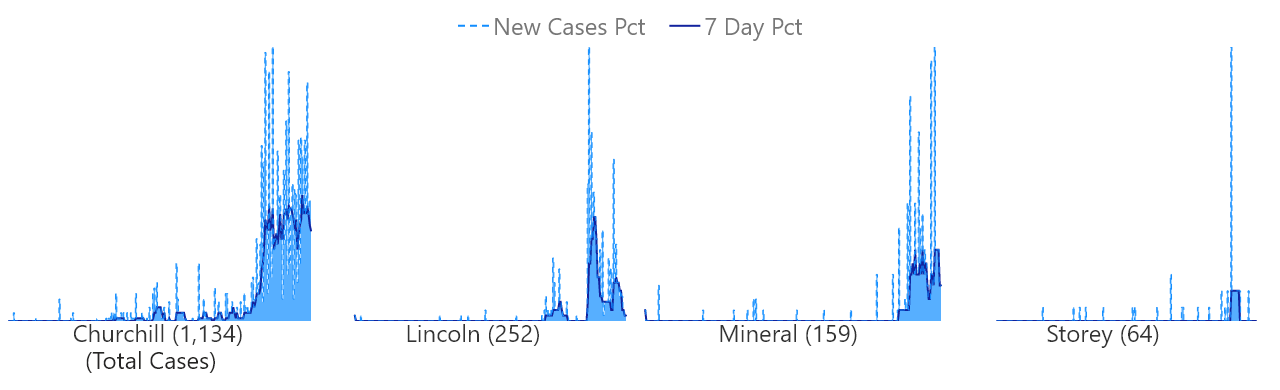 New Cases Pct 7 Day Pct
Churchill (1,134) Lincoln (252) Mineral (159) Storey (64)
(Total Cases)